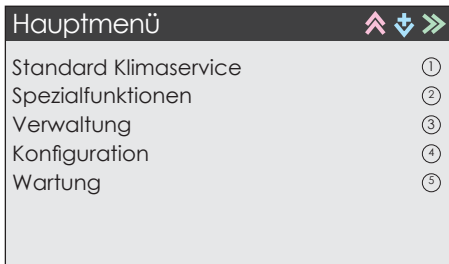 Hauptmenü
Standard Klimaservice ①
Spezialfunktionen ②
Verwaltung ③
Konfiguration ④
Wartung ⑤